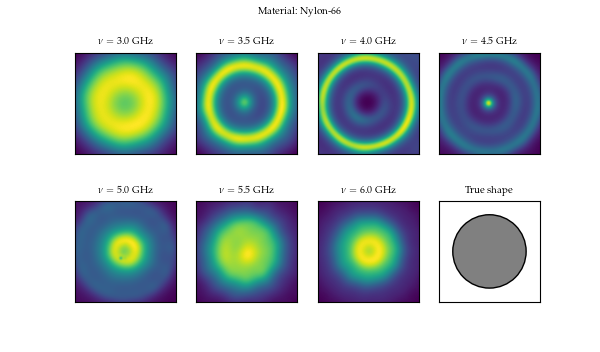 Material: Nylon-66
ν = 3.0 GHz
ν = 3.5 GHz
ν = 4.0 GHz
ν = 4.5 GHz
ν = 5.0 GHz
ν = 5.5 GHz
ν = 6.0 GHz
True shape